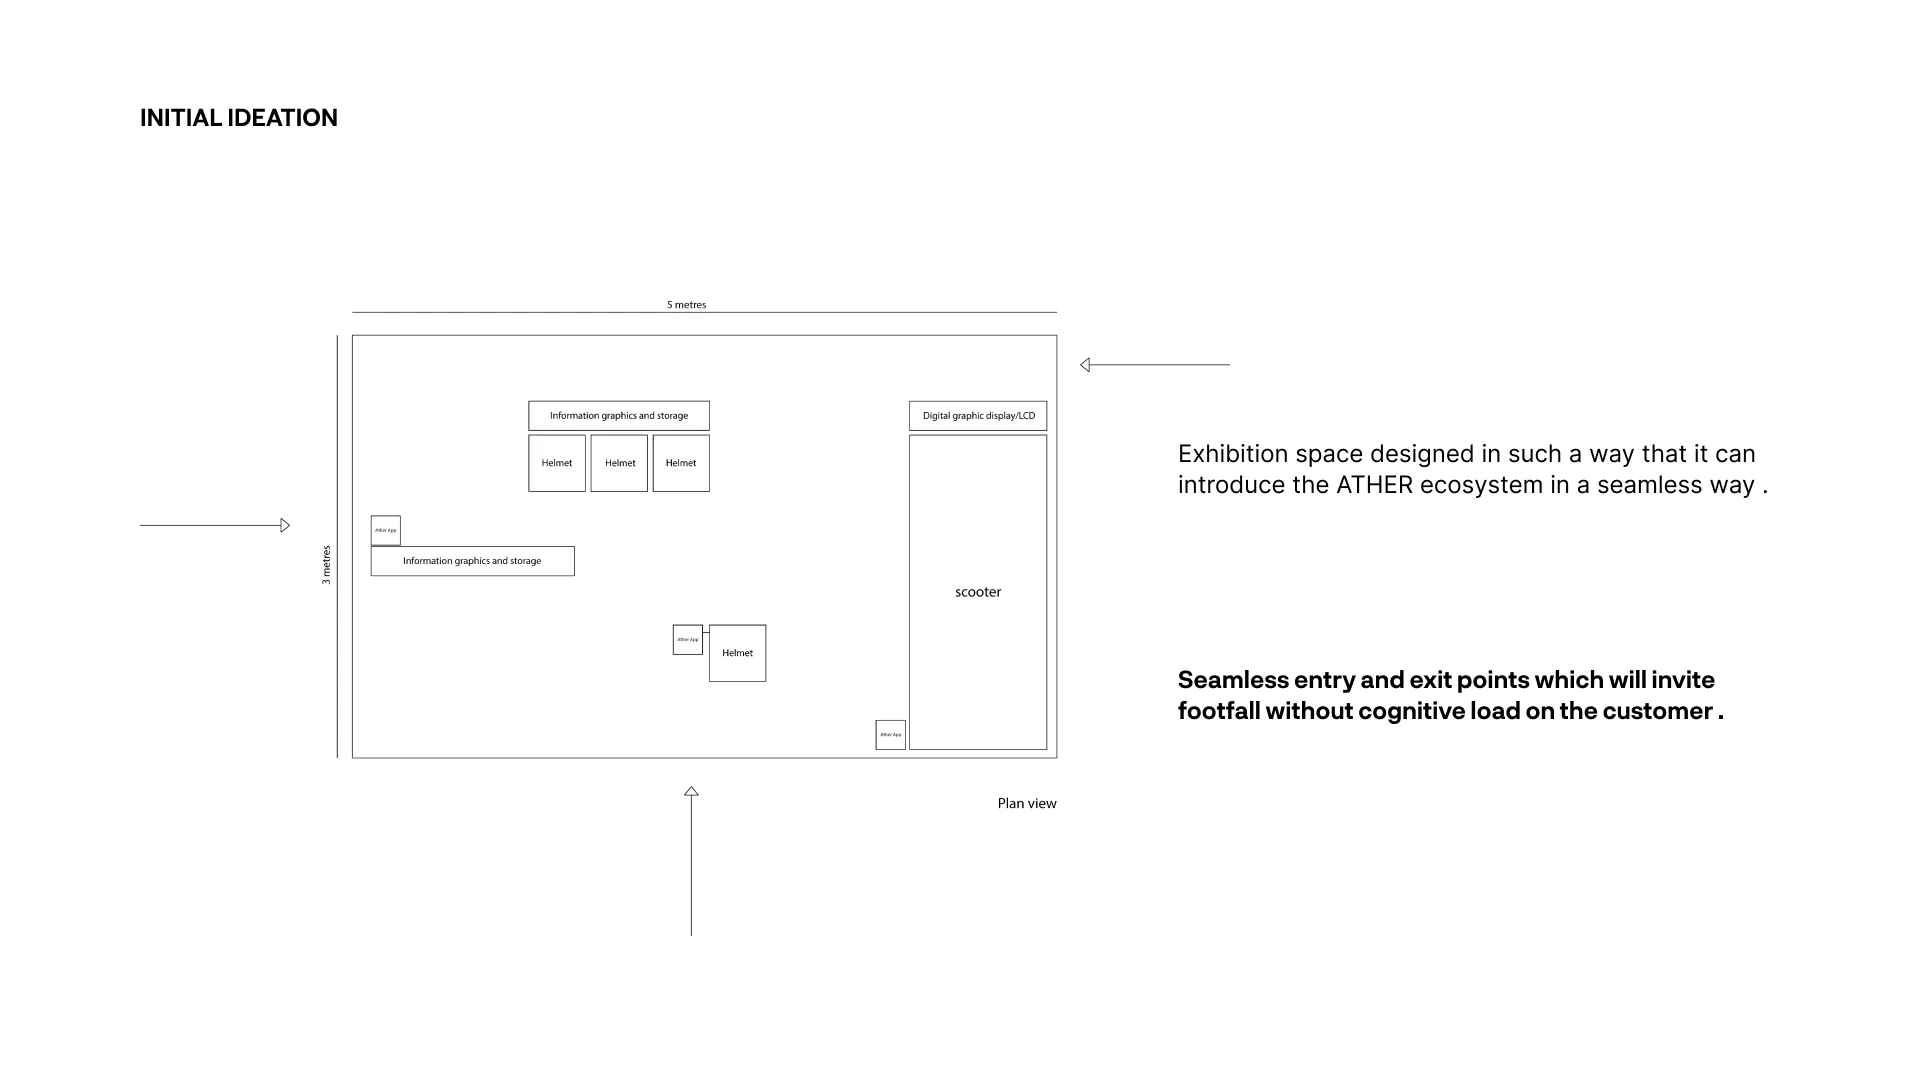 INITIAL IDEATION
5 metres
3 metres
Information graphics and storage
Digital graphic display/LCD
Helmet
Helmet
Helmet
Ather App
Information graphics and storage
scooter
Ather App
Helmet
Ather App
Plan view
Exhibition space designed in such a way that it can
introduce the ATHER ecosystem in a seamless way .
Seamless entry and exit points which will invite
footfall without cognitive load on the customer .